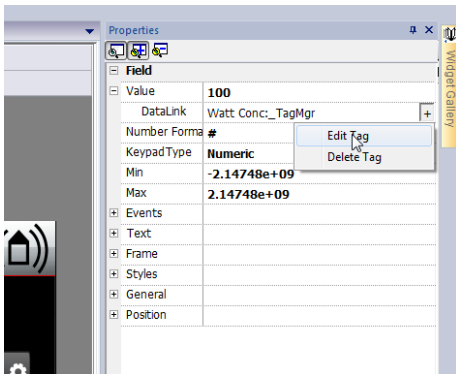 Properties
Field
Value 100
DataLink Watt Conc:_TagMgr +
Number Forma #
Edit Tag
KeypadType Numeric
Delete Tag
Min -2.14748e+09
Max 2.14748e+09
Events
Text
Frame
Styles
General
Position
Widget Gallery